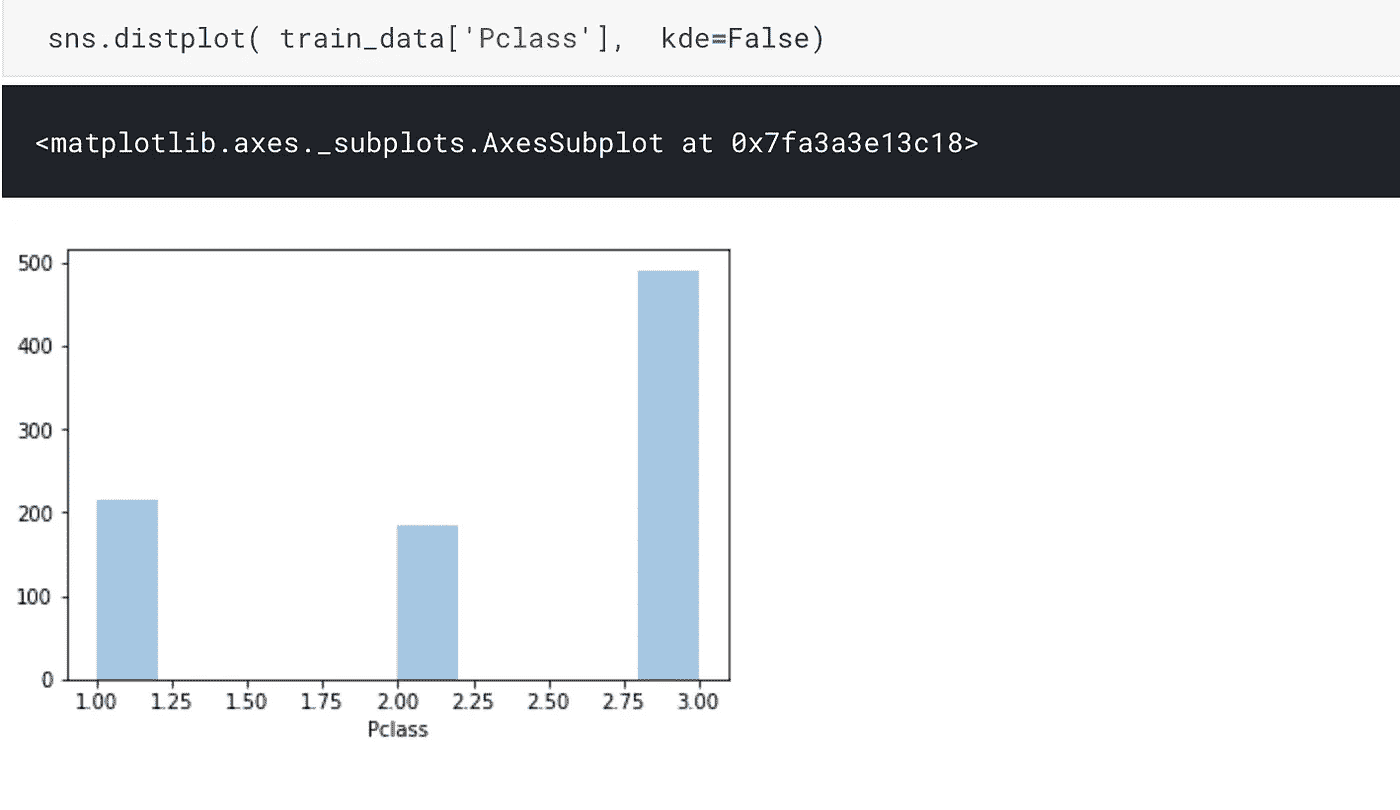 sns.distplot( train_data['Pclass'],  kde=False)
<matplotlib.axes._subplots.AxesSubplot at 0x7fa3a3e13c18>
500
400
300
200
100
0
1.00 1.25 1.50 1.75 2.00 2.25 2.50 2.75 3.00
Pclass